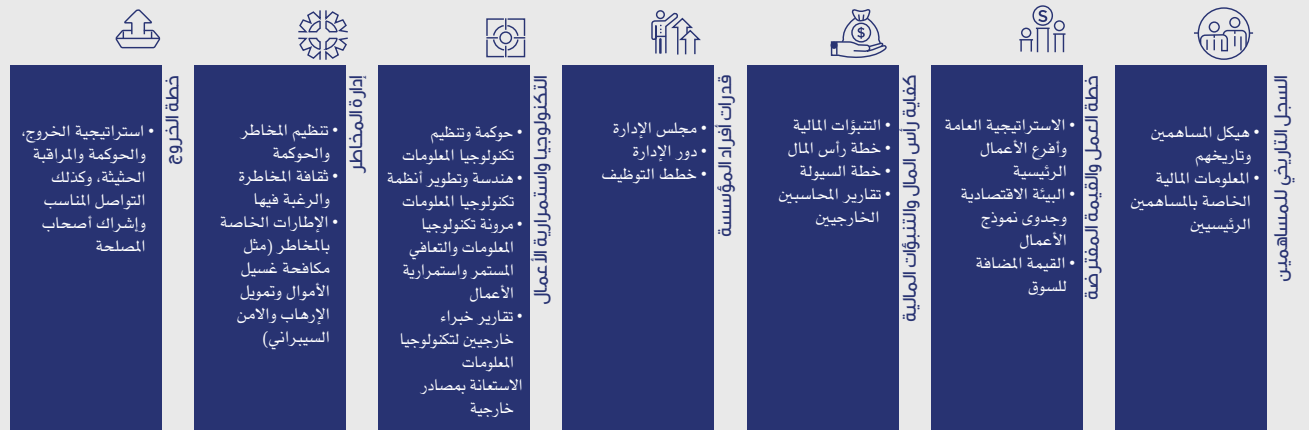 السجل التاريخي للمساهمين
• هيكل المساهمين
وتاريخهم
• المعلومات المالية
الخاصة بالمساهمين
الرئيسيين
خطة العمل والقيمة المفترضة
• الاستراتيجية العامة
وأفرع الأعمال
الرئيسية
• البيئة الاقتصادية
وجدوى نموذج
الأعمال
• القيمة المضافة
للسوق
كفاية رأس المال والتنبؤات المالية
• التنبؤات المالية
• خطة رأس المال
• خطة السيولة
• تقارير المحاسبين
الخارجيين
قدرات أفراد المؤسسة
• مجلس الإدارة
• دور الإدارة
• خطط التوظيف
التكنولوجيا واستمرارية الأعمال
• حوكمة وتنظيم
تكنولوجيا المعلومات
• هندسة وتطوير أنظمة
تكنولوجيا المعلومات
• مرونة تكنولوجيا
المعلومات والتعافي
المستمر واستمرارية
الأعمال
• تقارير خبراء
خارجيين لتكنولوجيا
المعلومات
الاستعانة بمصادر
خارجية
إدارة المخاطر
• تنظيم المخاطر
والحوكمة
• ثقافة المخاطرة
والرغبة فيها
• الإطارات الخاصة
بالمخاطر (مثل
مكافحة غسيل
الأموال وتمويل
الإرهاب والامن
السيبراني)
خطة الخروج
• استراتيجية الخروج،
والحوكمة والمراقبة
الحثيثة، وكذلك
التواصل المناسب
وإشراك أصحاب
المصلحة